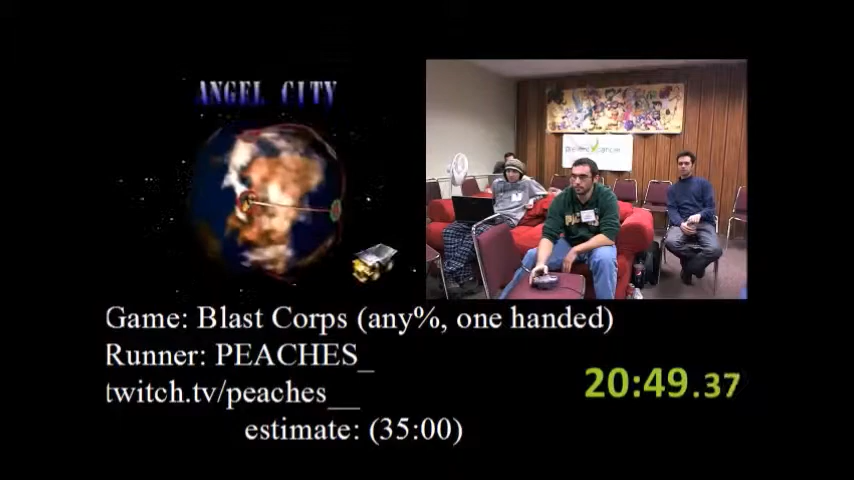 ANGEL CITY
Game: Blast Corps (any%, one handed)
Runner: PEACHES_
twitch.tv/peaches__
20:49.37
estimate: (35:00)